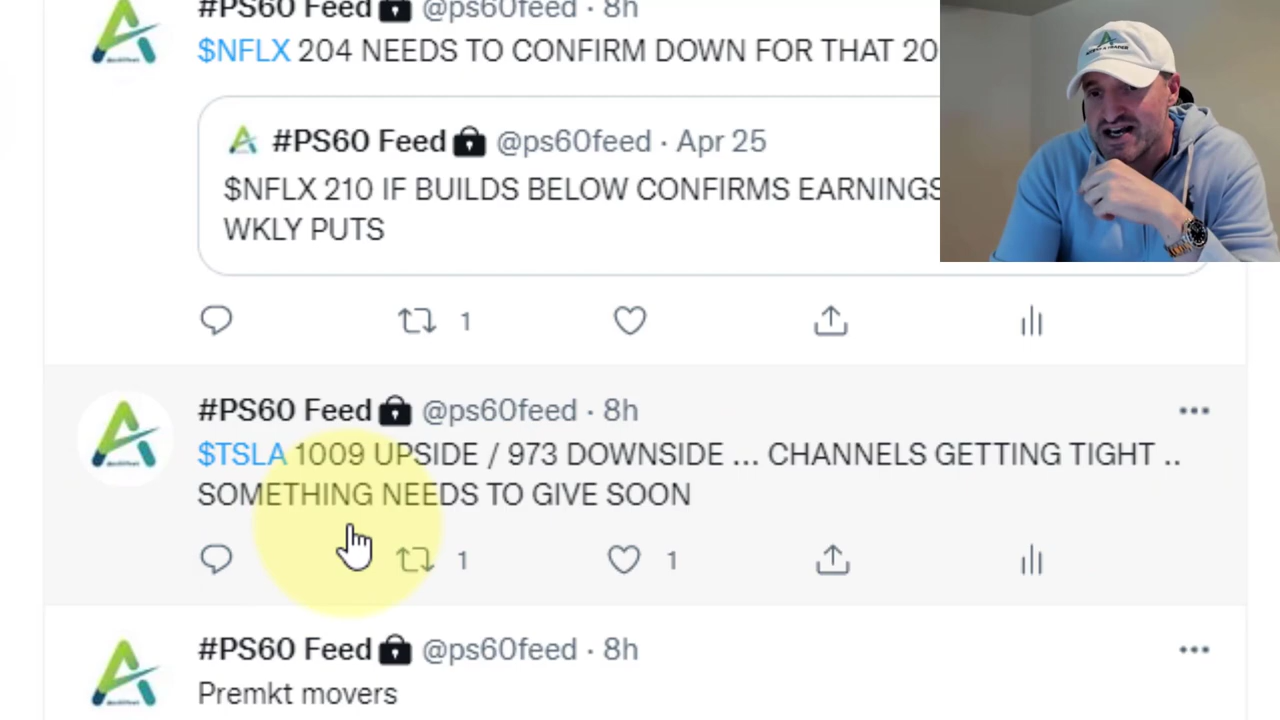 #PS60 Feed @ps60feed · 8h
$NFLX 204 NEEDS TO CONFIRM DOWN FOR THAT 20
#PS60 Feed @ps60feed · Apr 25
$NFLX 210 IF BUILDS BELOW CONFIRMS EARNINGS
WKLY PUTS
1
#PS60 Feed @ps60feed · 8h
$TSLA 1009 UPSIDE / 973 DOWNSIDE ... CHANNELS GETTING TIGHT ..
SOMETHING NEEDS TO GIVE SOON
1 1
#PS60 Feed @ps60feed · 8h
Premkt movers